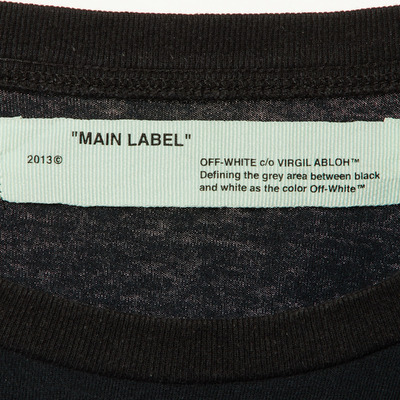 "MAIN LABEL"
2013©
OFF-WHITE c/o VIRGIL ABLOH™
Defining the grey area between black
and white as the color Off-White™